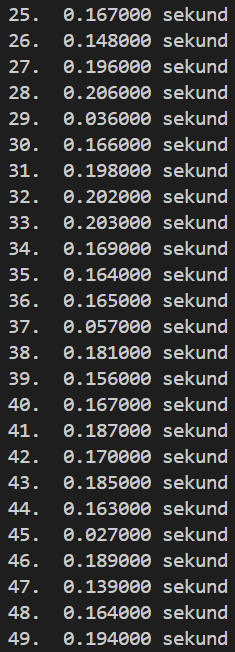 25.  0.167000 sekund
26.  0.148000 sekund
27.  0.196000 sekund
28.  0.206000 sekund
29.  0.036000 sekund
30.  0.166000 sekund
31.  0.198000 sekund
32.  0.202000 sekund
33.  0.203000 sekund
34.  0.169000 sekund
35.  0.164000 sekund
36.  0.165000 sekund
37.  0.057000 sekund
38.  0.181000 sekund
39.  0.156000 sekund
40.  0.167000 sekund
41.  0.187000 sekund
42.  0.170000 sekund
43.  0.185000 sekund
44.  0.163000 sekund
45.  0.027000 sekund
46.  0.189000 sekund
47.  0.139000 sekund
48.  0.164000 sekund
49.  0.194000 sekund